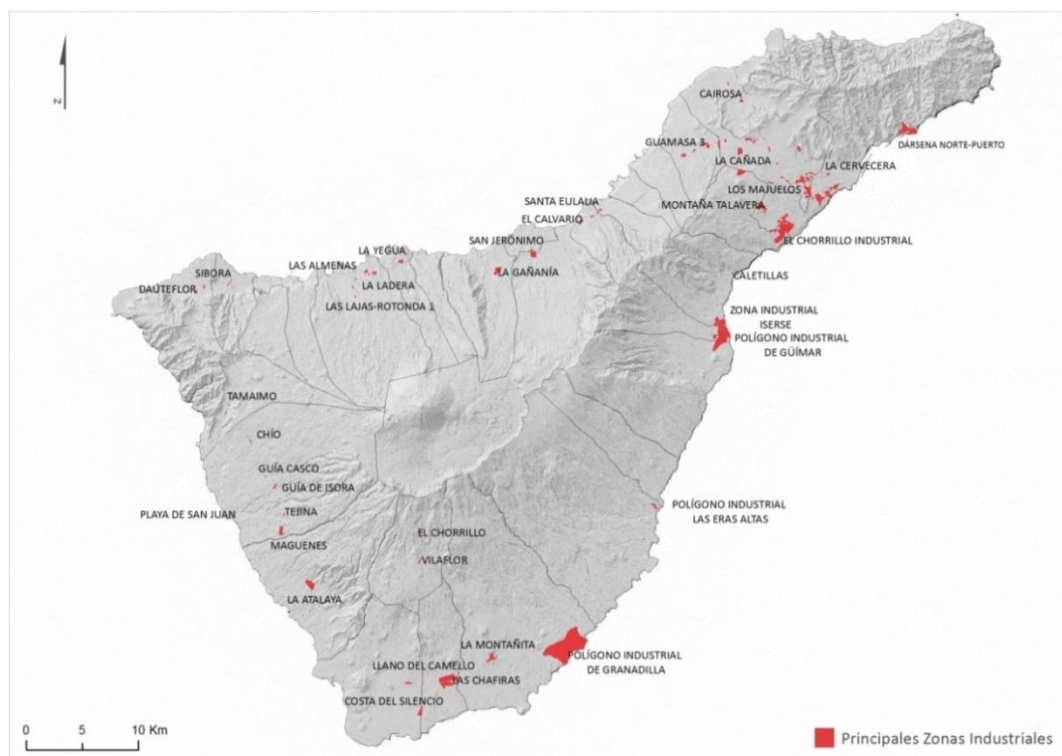 Z
CAIROSA
DÁRSENA NORTE-PUERTO
GUAMASA 3
LA CAÑADA
LA CERVECERA
LOS MAJUELOS
MONTAÑA TALAVERA
SANTA EULALIA
EL CALVARIO
EL CHORRILLO INDUSTRIAL
SAN JERÓNIMO
LA YEGUA
LAS ALMENAS
LA GAÑANÍA
CALETILLAS
SIBORA
DAÚTEFLOR
LA LADERA
LAS LAJAS-ROTONDA 1
ZONA INDUSTRIAL
ISERSE
POLÍGONO INDUSTRIAL
DE GÜÍMAR
TAMAIMO
CHÍO
GUÍA CASCO
GUÍA DE ISORA
PLAYA DE SAN JUAN
TEJINA
MAGUENES
POLÍGONO INDUSTRIAL
LAS ERAS ALTAS
EL CHORRILLO
VILAFLOR
LA ATALAYA
LA MONTAÑITA
POLÍGONO INDUSTRIAL
DE GRANADILLA
LLANO DEL CAMELLO
LAS CHAFIRAS
COSTA DEL SILENCIO
0 5 10 Km
Principales Zonas Industriales